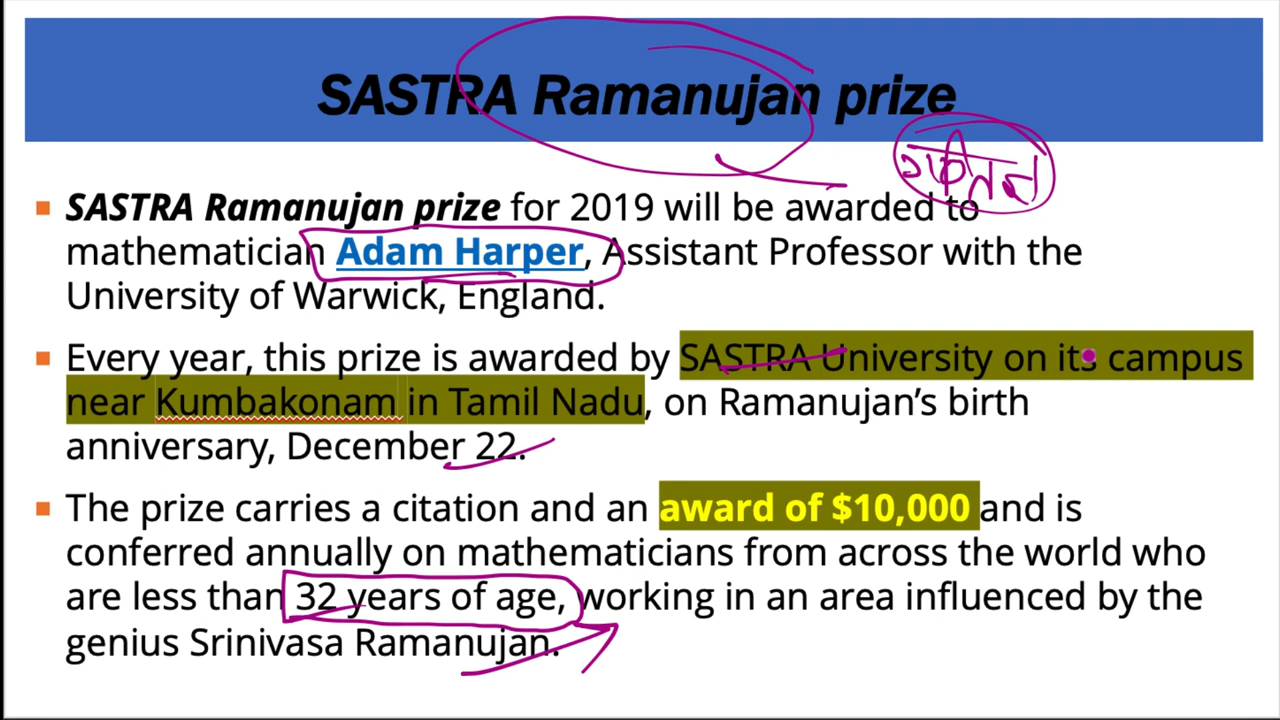 SASTRA Ramanujan prize
SASTRA Ramanujan prize for 2019 will be awarded to
mathematician Adam Harper, Assistant Professor with the
University of Warwick, England.
Every year, this prize is awarded by SASTRA University on its campus
near Kumbakonam in Tamil Nadu, on Ramanujan’s birth
anniversary, December 22.
The prize carries a citation and an award of $10,000 and is
conferred annually on mathematicians from across the world who
are less than 32 years of age, working in an area influenced by the
genius Srinivasa Ramanujan.